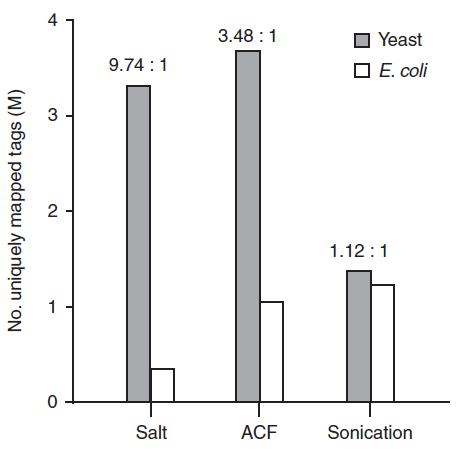 4
3.48 : 1
Yeast
9.74 : 1
E. coli
3
No. uniquely mapped tags (M)
2
1.12 : 1
1
0
Salt
ACF
Sonication